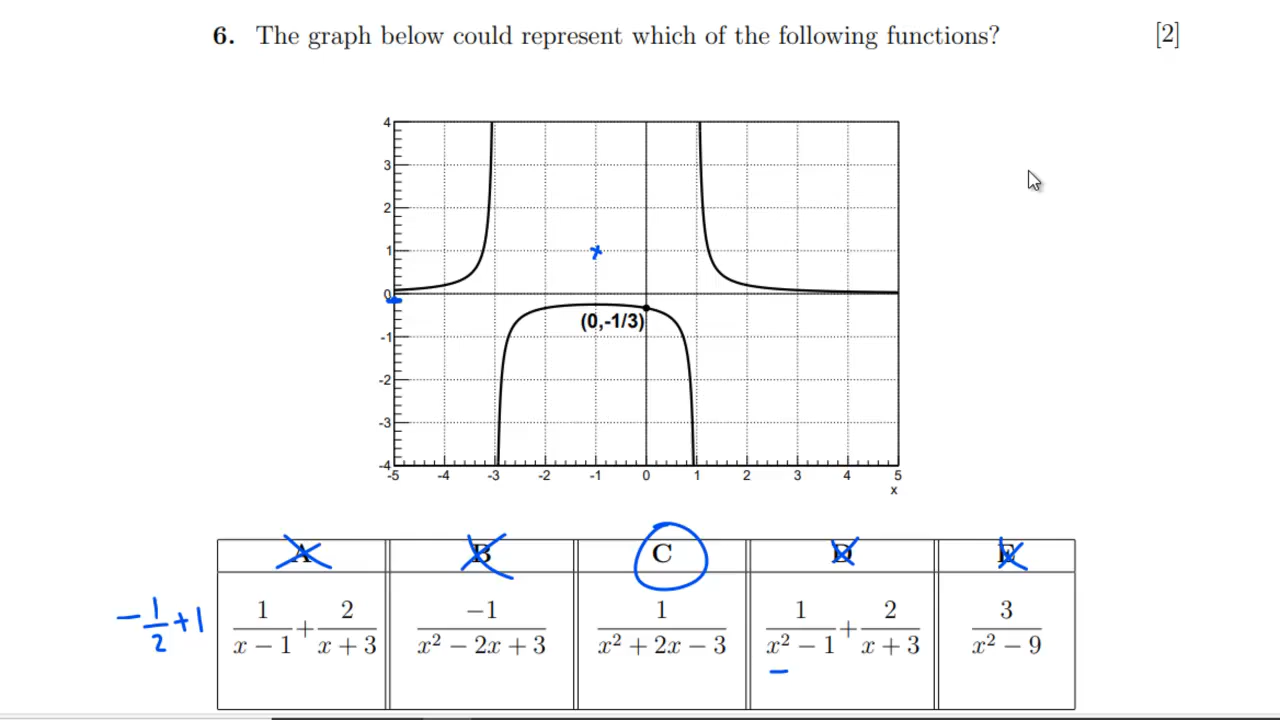 6. The graph below could represent which of the following functions? [2]
4
3
2
1
0
-1
-2
-3
-4
(0,-1/3)
-5 -4 -3 -2 -1 0 1 2 3 4 5
x
A B C D E
-1/2 + 1
1/(x − 1) + 2/(x + 3) -1/(x² − 2x + 3) 1/(x² + 2x − 3) 1/(x² − 1) + 2/(x + 3) 3/(x² − 9)